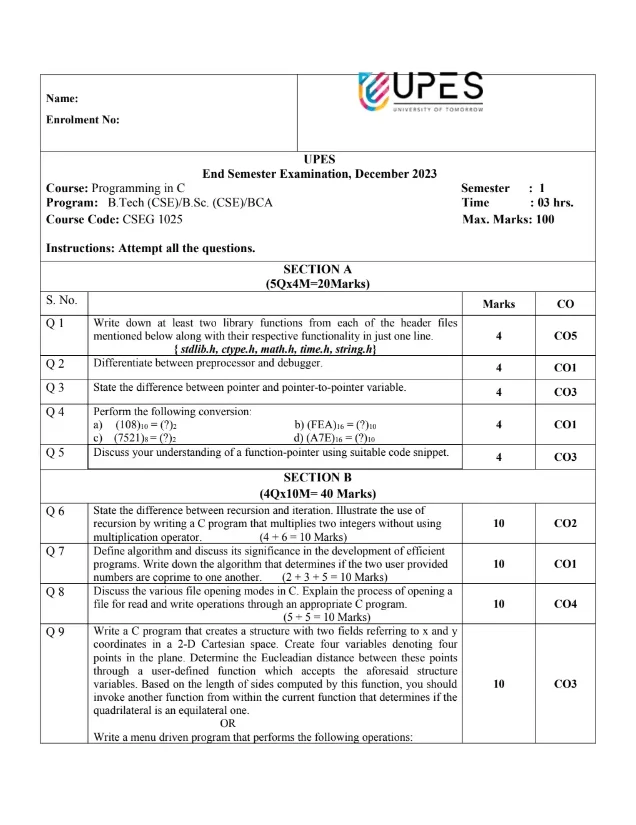 Name:
Enrolment No:
UPES
UNIVERSITY OF TOMORROW
UPES
End Semester Examination, December 2023
Course: Programming in C Semester : 1
Program: B.Tech (CSE)/B.Sc. (CSE)/BCA Time : 03 hrs.
Course Code: CSEG 1025 Max. Marks: 100
Instructions: Attempt all the questions.
SECTION A
(5Qx4M=20Marks)
S. No. Marks CO
Q 1 Write down at least two library functions from each of the header files
mentioned below along with their respective functionality in just one line. 4 CO5
{ stdlib.h, ctype.h, math.h, time.h, string.h}
Q 2 Differentiate between preprocessor and debugger. 4 CO1
Q 3 State the difference between pointer and pointer-to-pointer variable. 4 CO3
Q 4 Perform the following conversion: 4 CO1
a) (108)₁₀ = (?)₂ b) (FEA)₁₆ = (?)₁₀
c) (7521)₈ = (?)₂ d) (A7E)₁₆ = (?)₁₀
Q 5 Discuss your understanding of a function-pointer using suitable code snippet. 4 CO3
SECTION B
(4Qx10M= 40 Marks)
Q 6 State the difference between recursion and iteration. Illustrate the use of
recursion by writing a C program that multiplies two integers without using 10 CO2
multiplication operator. (4 + 6 = 10 Marks)
Q 7 Define algorithm and discuss its significance in the development of efficient
programs. Write down the algorithm that determines if the two user provided 10 CO1
numbers are coprime to one another. (2 + 3 + 5 = 10 Marks)
Q 8 Discuss the various file opening modes in C. Explain the process of opening a
file for read and write operations through an appropriate C program. 10 CO4
(5 + 5 = 10 Marks)
Q 9 Write a C program that creates a structure with two fields referring to x and y
coordinates in a 2-D Cartesian space. Create four variables denoting four
points in the plane. Determine the Eucleadian distance between these points
through a user-defined function which accepts the aforesaid structure
variables. Based on the length of sides computed by this function, you should 10 CO3
invoke another function from within the current function that determines if the
quadrilateral is an equilateral one.
OR
Write a menu driven program that performs the following operations: